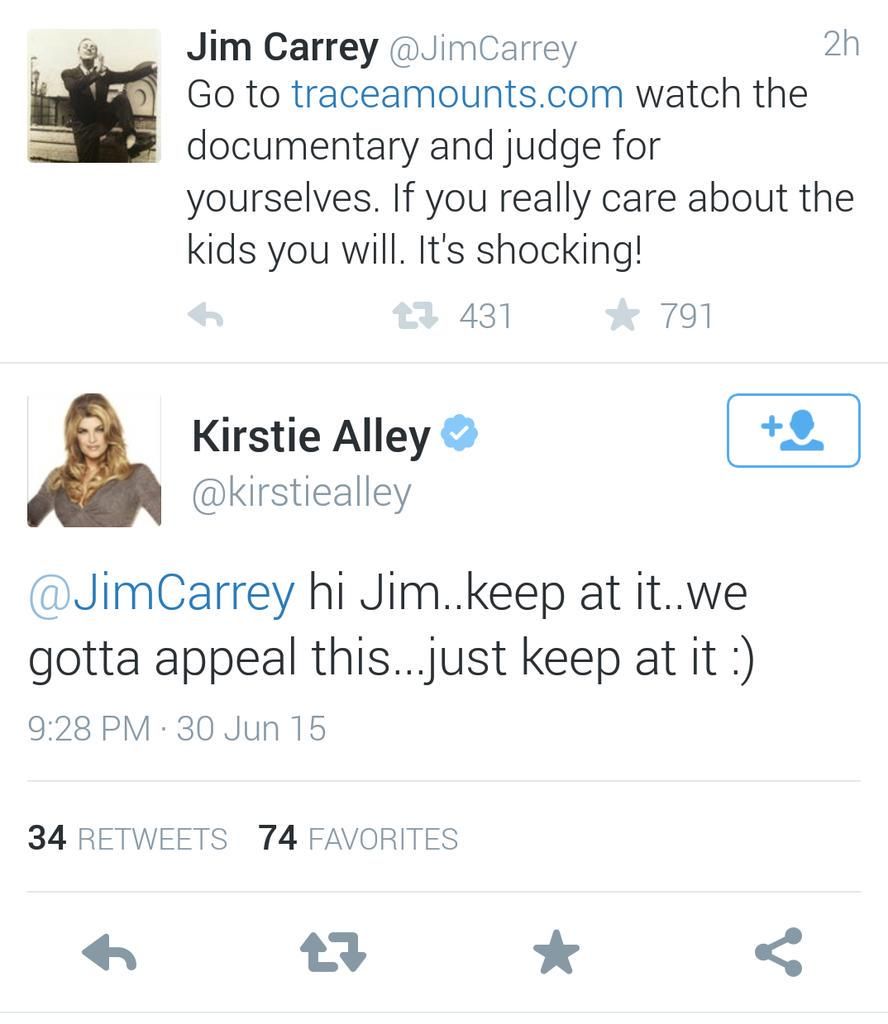 Jim Carrey @JimCarrey 2h
Go to traceamounts.com watch the
documentary and judge for
yourselves. If you really care about the
kids you will. It's shocking!
431 791
Kirstie Alley
@kirstiealley
@JimCarrey hi Jim..keep at it..we
gotta appeal this...just keep at it :)
9:28 PM · 30 Jun 15
34 RETWEETS 74 FAVORITES